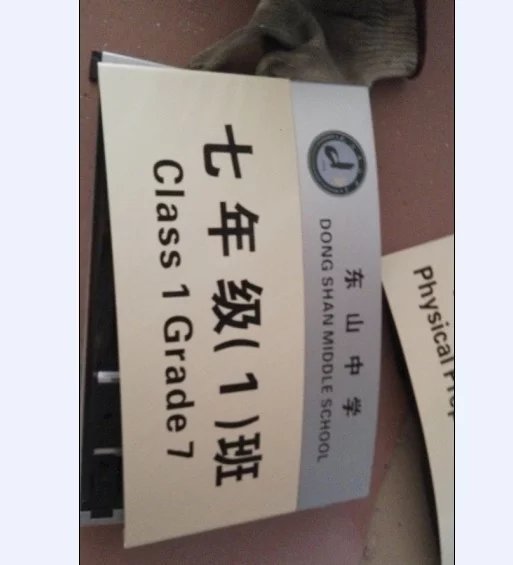 东山中学
DONG SHAN MIDDLE SCHOOL
七年级(1)班
Class 1 Grade 7
Physical